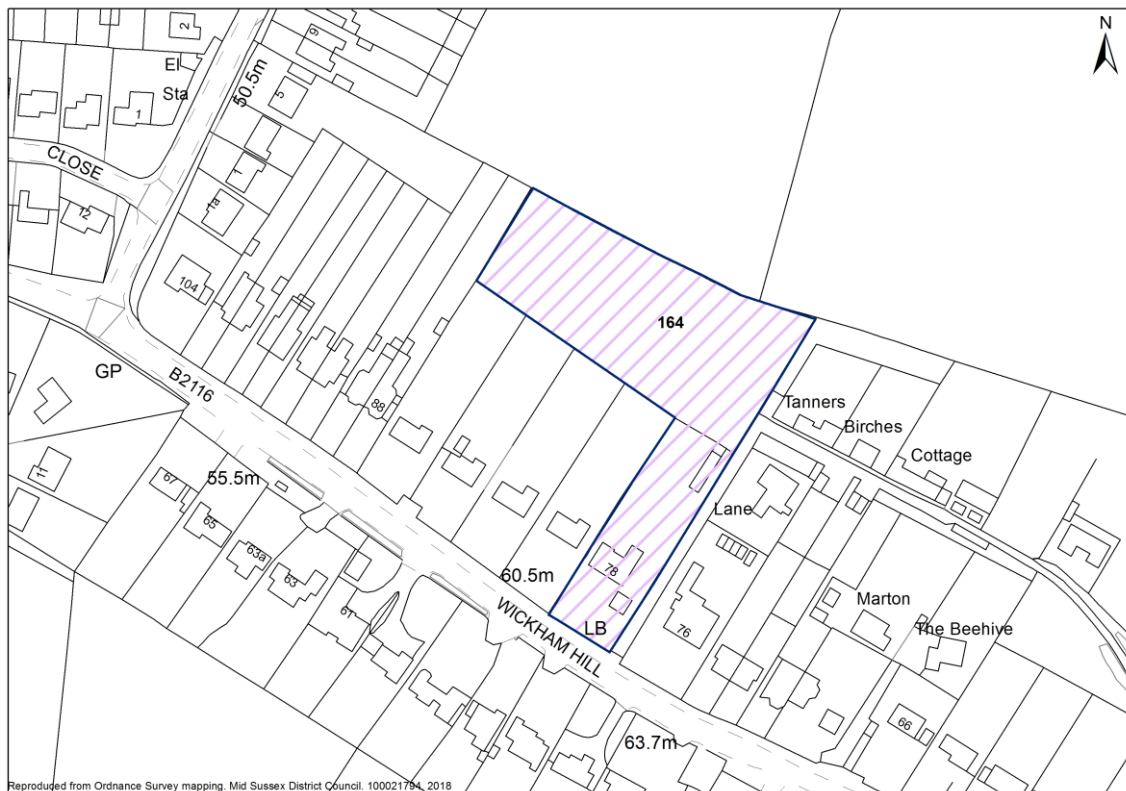 2
9
N
El
Sta
50.5m
5
1
CLOSE
1
1a
12
104
164
GP
B2116
88
Tanners
Birches
Cottage
11
67
55.5m
65
Lane
63a
60.5m
78
63
61
WICKHAM HILL
LB
76
Marton
The Beehive
66
63.7m
Reproduced from Ordnance Survey mapping. Mid Sussex District Council. 100021794, 2018